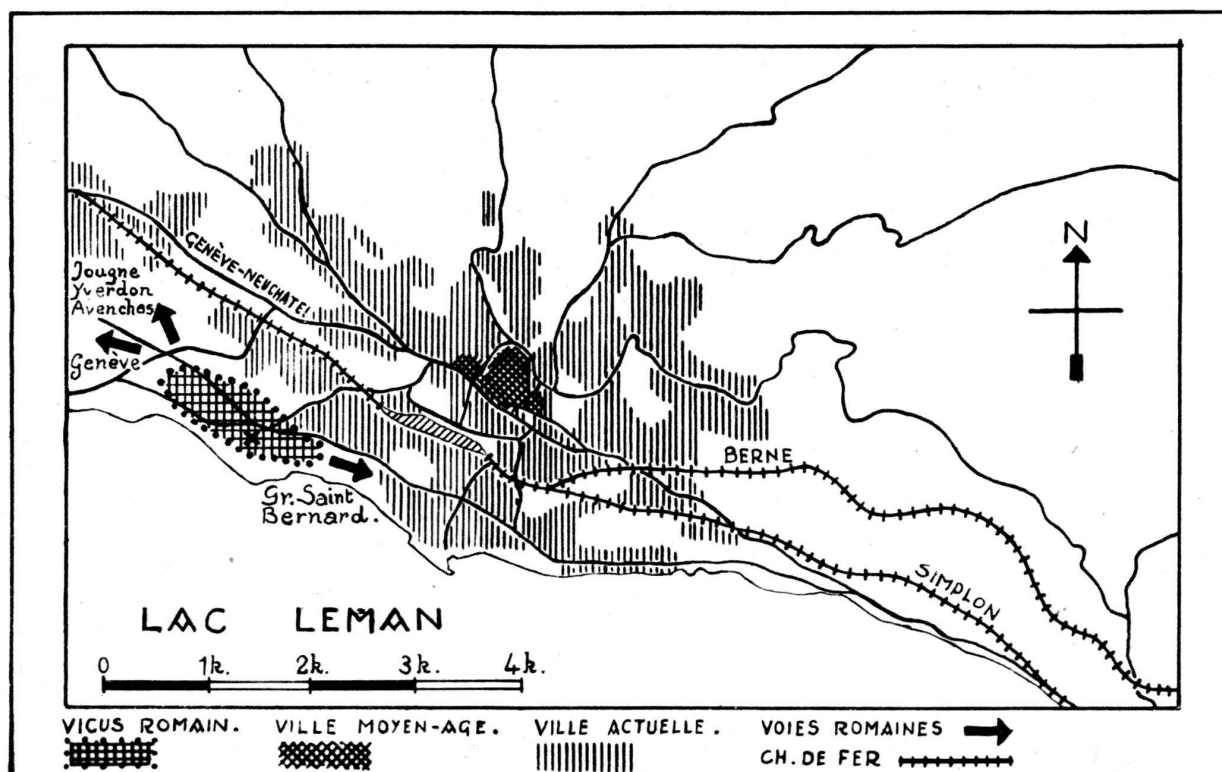 GENÈVE-NEUCHATEL
Jougne
Yverdon
Avenches
Genève
N
BERNE
Gr. Saint
Bernard.
SIMPLON
LAC LEMAN
0 1k. 2k. 3k. 4k.
VICUS ROMAIN. VILLE MOYEN-AGE. VILLE ACTUELLE. VOIES ROMAINES
CH. DE FER